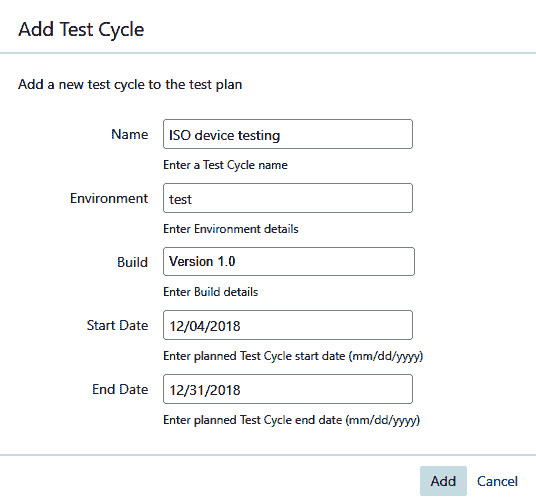 Add Test Cycle
Add a new test cycle to the test plan
Name ISO device testing
Enter a Test Cycle name
Environment test
Enter Environment details
Build Version 1.0
Enter Build details
Start Date 12/04/2018
Enter planned Test Cycle start date (mm/dd/yyyy)
End Date 12/31/2018
Enter planned Test Cycle end date (mm/dd/yyyy)
Add Cancel